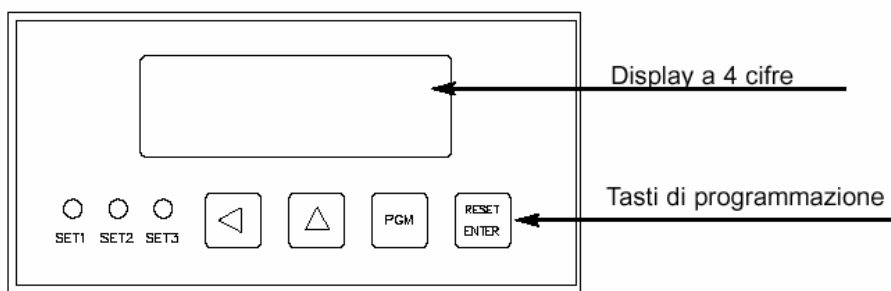 Display a 4 cifre
Tasti di programmazione
SET1 SET2 SET3
PGM
RESET
ENTER